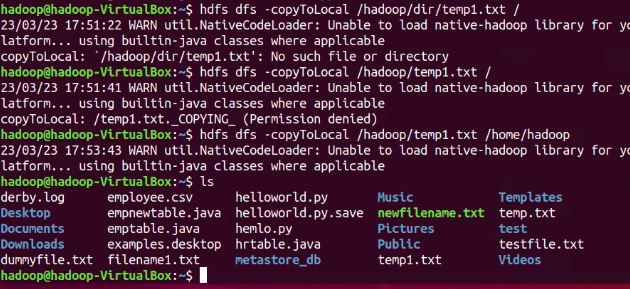 hadoop@hadoop-VirtualBox:~$ hdfs dfs -copyToLocal /hadoop/dir/temp1.txt /
23/03/23 17:51:22 WARN util.NativeCodeLoader: Unable to load native-hadoop library for yo
latform... using builtin-java classes where applicable
copyToLocal: `/hadoop/dir/temp1.txt': No such file or directory
hadoop@hadoop-VirtualBox:~$ hdfs dfs -copyToLocal /hadoop/temp1.txt /
23/03/23 17:51:41 WARN util.NativeCodeLoader: Unable to load native-hadoop library for yo
latform... using builtin-java classes where applicable
copyToLocal: /temp1.txt._COPYING_ (Permission denied)
hadoop@hadoop-VirtualBox:~$ hdfs dfs -copyToLocal /hadoop/temp1.txt /home/hadoop
23/03/23 17:53:43 WARN util.NativeCodeLoader: Unable to load native-hadoop library for yo
latform... using builtin-java classes where applicable
hadoop@hadoop-VirtualBox:~$ ls
derby.log employee.csv helloworld.py Music Templates
Desktop empnewtable.java helloworld.py.save newfilename.txt temp.txt
Documents emptable.java hemlo.py Pictures test
Downloads examples.desktop hrtable.java Public testfile.txt
dummyfile.txt filename1.txt metastore_db temp1.txt Videos
hadoop@hadoop-VirtualBox:~$